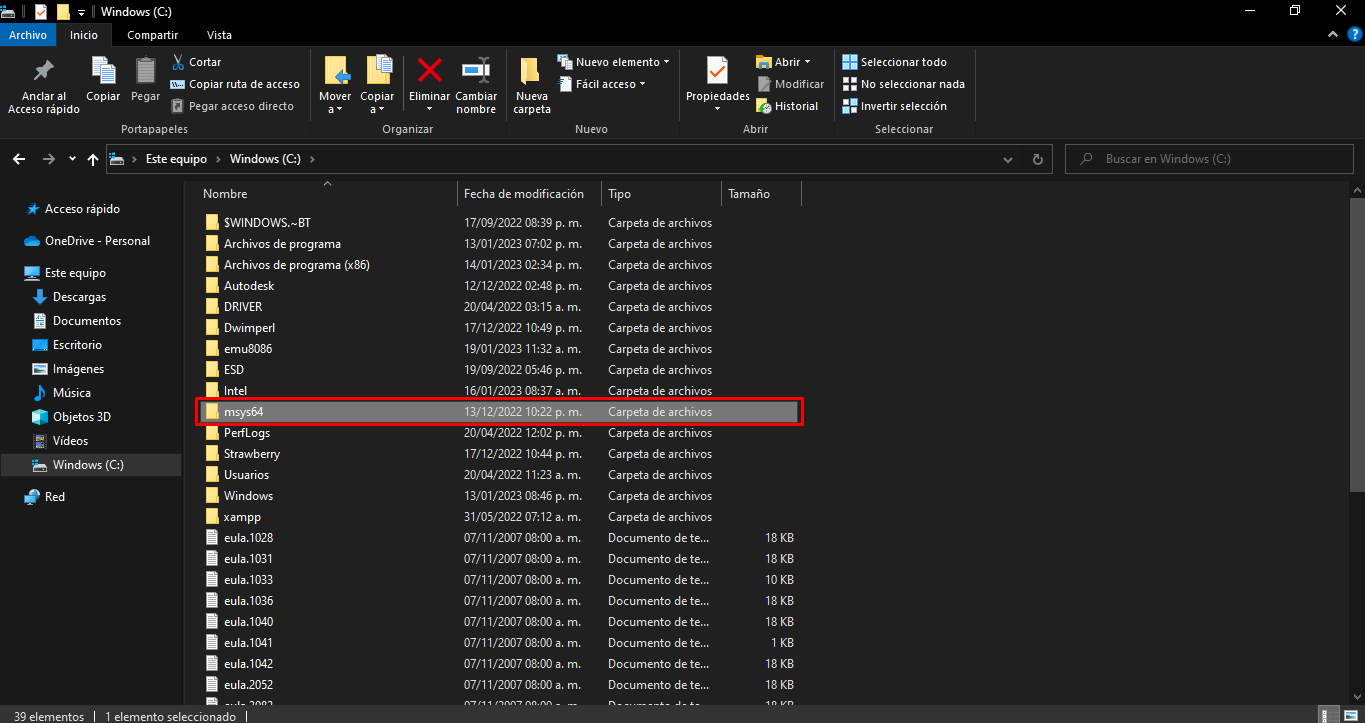 Windows (C:)
Archivo Inicio Compartir Vista
Anclar al Acceso rápido
Copiar
Pegar
Cortar
Copiar ruta de acceso
Pegar acceso directo
Portapapeles
Mover a
Copiar a
Eliminar
Cambiar nombre
Organizar
Nueva carpeta
Nuevo elemento
Fácil acceso
Nuevo
Propiedades
Abrir
Modificar
Historial
Abrir
Seleccionar todo
No seleccionar nada
Invertir selección
Seleccionar
Este equipo > Windows (C:) >
Buscar en Windows (C:)
Acceso rápido
OneDrive - Personal
Este equipo
Descargas
Documentos
Escritorio
Imágenes
Música
Objetos 3D
Vídeos
Windows (C:)
Red
Nombre Fecha de modificación Tipo Tamaño
$WINDOWS.~BT 17/09/2022 08:39 p. m. Carpeta de archivos
Archivos de programa 13/01/2023 07:02 p. m. Carpeta de archivos
Archivos de programa (x86) 14/01/2023 02:34 p. m. Carpeta de archivos
Autodesk 12/12/2022 02:48 p. m. Carpeta de archivos
DRIVER 20/04/2022 03:15 a. m. Carpeta de archivos
Dwimperl 17/12/2022 10:49 p. m. Carpeta de archivos
emu8086 19/01/2023 11:32 a. m. Carpeta de archivos
ESD 19/09/2022 05:46 p. m. Carpeta de archivos
Intel 16/01/2023 08:37 a. m. Carpeta de archivos
msys64 13/12/2022 10:22 p. m. Carpeta de archivos
PerfLogs 20/04/2022 12:02 p. m. Carpeta de archivos
Strawberry 17/12/2022 10:44 p. m. Carpeta de archivos
Usuarios 20/04/2022 11:23 a. m. Carpeta de archivos
Windows 13/01/2023 08:46 p. m. Carpeta de archivos
xampp 31/05/2022 07:12 a. m. Carpeta de archivos
eula.1028 07/11/2007 08:00 a. m. Documento de te... 18 KB
eula.1031 07/11/2007 08:00 a. m. Documento de te... 18 KB
eula.1033 07/11/2007 08:00 a. m. Documento de te... 10 KB
eula.1036 07/11/2007 08:00 a. m. Documento de te... 18 KB
eula.1040 07/11/2007 08:00 a. m. Documento de te... 18 KB
eula.1041 07/11/2007 08:00 a. m. Documento de te... 1 KB
eula.1042 07/11/2007 08:00 a. m. Documento de te... 18 KB
eula.2052 07/11/2007 08:00 a. m. Documento de te... 18 KB
39 elementos 1 elemento seleccionado